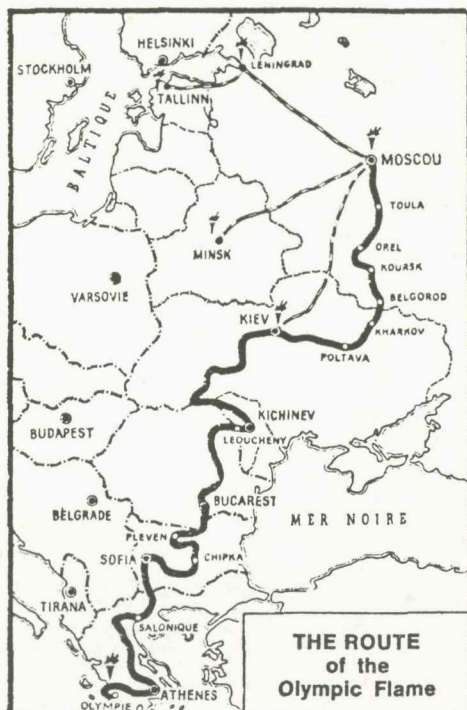 HELSINKI
LENINGRAD
STOCKHOLM
TALLINN
BALTIQUE
MOSCOU
TOULA
MINSK
OREL
KOURSK
VARSOVIE
BELGOROD
KIEV
KHARKOV
POLTAVA
KICHINEV
BUDAPEST
LEOUCHENY
BUCAREST
BELGRADE
MER NOIRE
PLEVEN
SOFIA
CHIPKA
TIRANA
SALONIQUE
THE ROUTE
of the
Olympic Flame
OLYMPIE
ATHENES